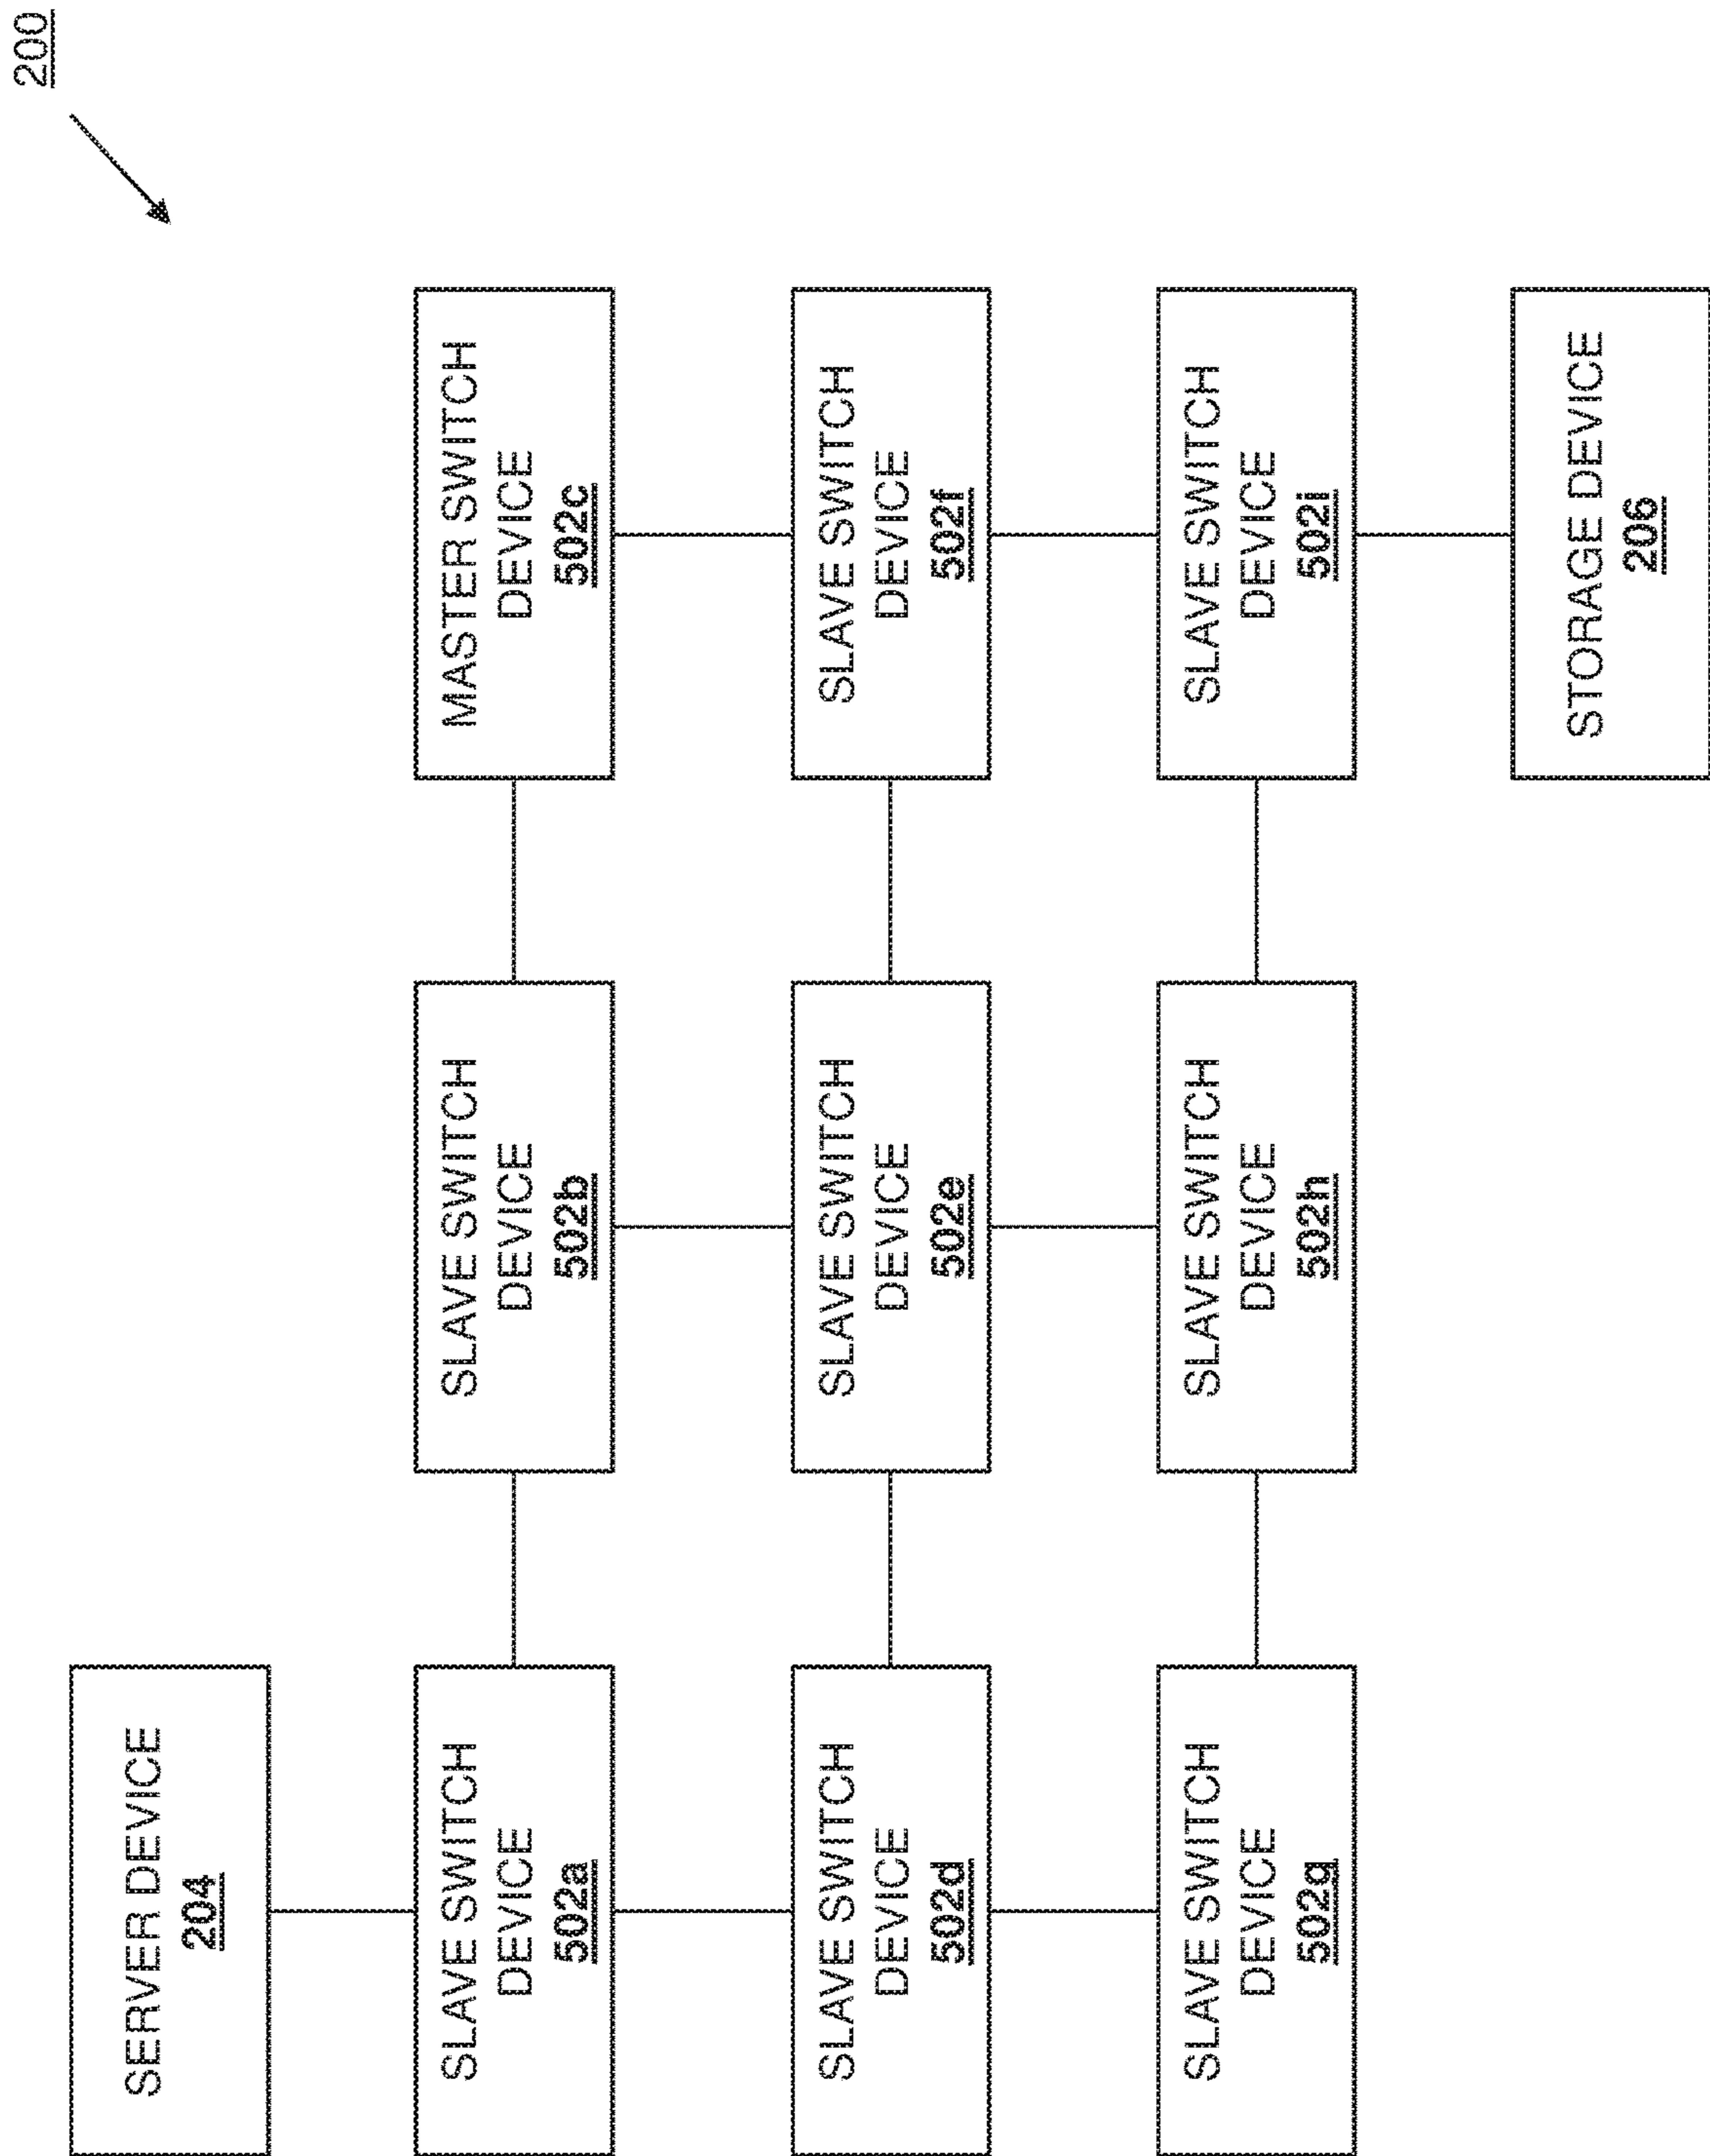 200
SERVER DEVICE
204
SLAVE SWITCH
DEVICE
502a
SLAVE SWITCH
DEVICE
502b
MASTER SWITCH
DEVICE
502c
SLAVE SWITCH
DEVICE
502d
SLAVE SWITCH
DEVICE
502e
SLAVE SWITCH
DEVICE
502f
SLAVE SWITCH
DEVICE
502g
SLAVE SWITCH
DEVICE
502h
SLAVE SWITCH
DEVICE
502i
STORAGE DEVICE
206